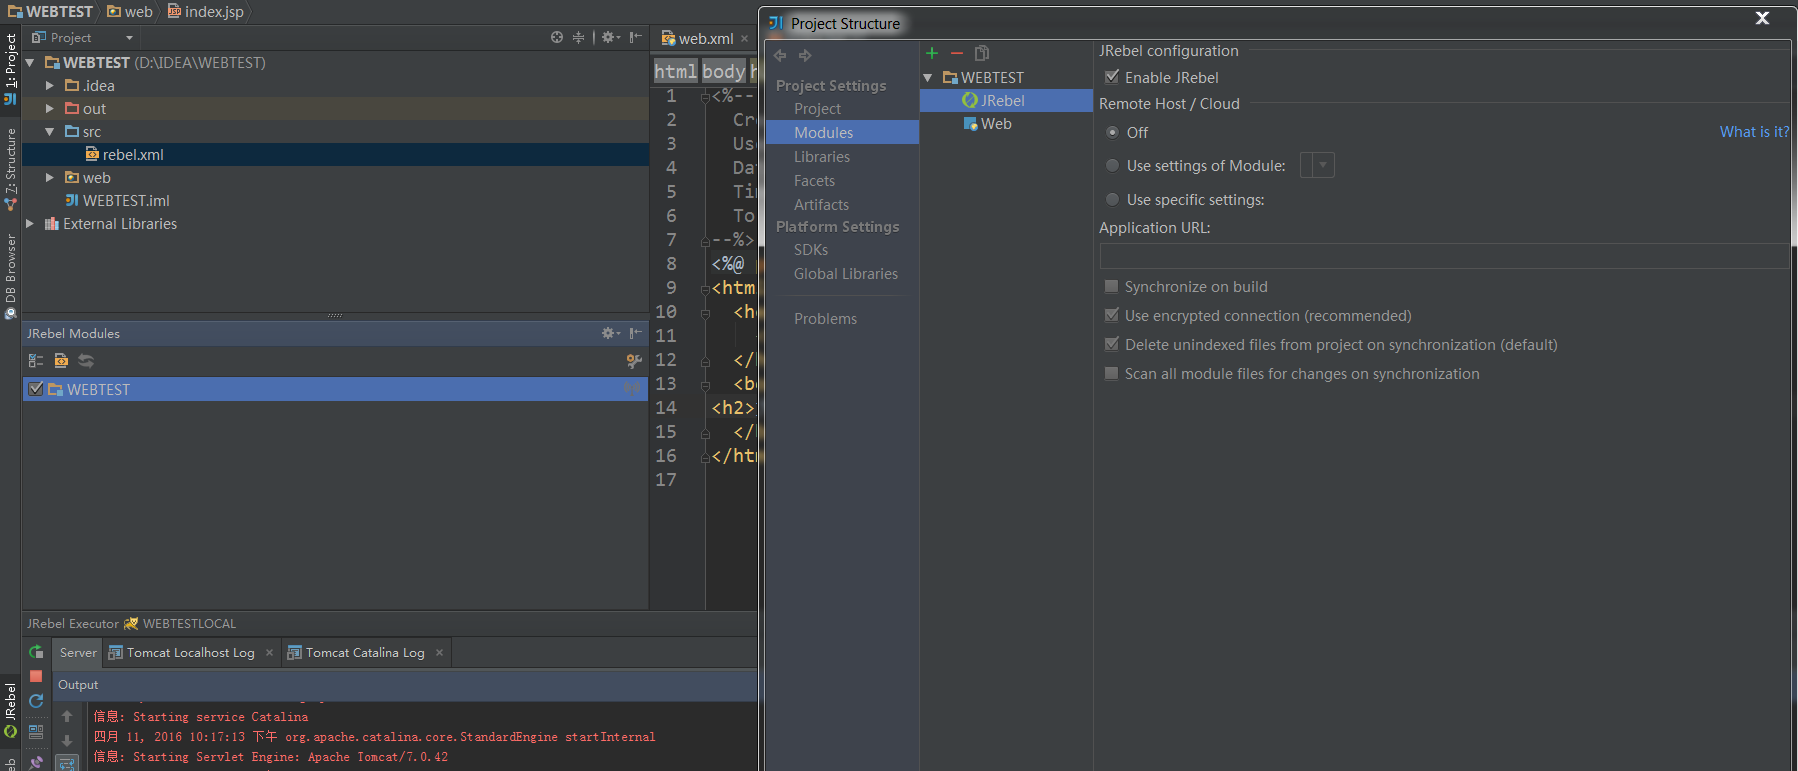 WEBTEST web index.jsp
1: Project
7: Structure
DB Browser
JRebel
Project
WEBTEST (D:\IDEA\WEBTEST)
.idea
out
src
rebel.xml
web
WEBTEST.iml
External Libraries
JRebel Modules
WEBTEST
web.xml
html body
1 <%--
2 Cr
3 Us
4 Da
5 Ti
6 To
7 --%>
8 <%@
9 <htm
10 <he
11
12 </
13 <bo
14 <h2>
15 </
16 </htm
17
JRebel Executor WEBTESTLOCAL
Server Tomcat Localhost Log Tomcat Catalina Log
Output
信息: Starting service Catalina
四月 11, 2016 10:17:13 下午 org.apache.catalina.core.StandardEngine startInternal
信息: Starting Servlet Engine: Apache Tomcat/7.0.42
Project Structure
Project Settings
Project
Modules
Libraries
Facets
Artifacts
Platform Settings
SDKs
Global Libraries
Problems
WEBTEST
JRebel
Web
JRebel configuration
Enable JRebel
Remote Host / Cloud
Off
What is it?
Use settings of Module:
Use specific settings:
Application URL:
Synchronize on build
Use encrypted connection (recommended)
Delete unindexed files from project on synchronization (default)
Scan all module files for changes on synchronization